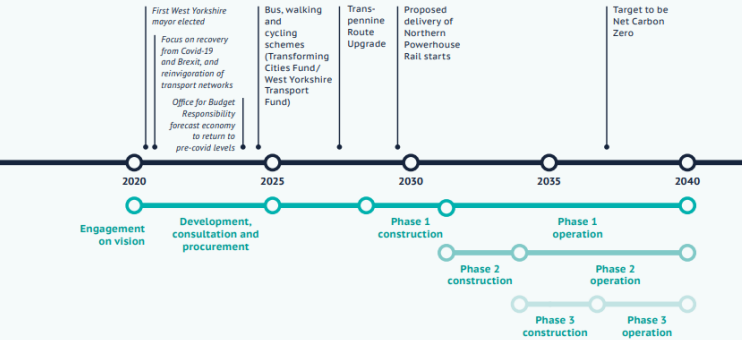 First West Yorkshire
mayor elected
Focus on recovery
from Covid-19
and Brexit, and
reinvigoration of
transport networks
Office for Budget
Responsibility
forecast economy
to return to
pre-covid levels
Bus, walking
and
cycling
schemes
(Transforming
Cities Fund/
West Yorkshire
Transport
Fund)
Trans-
pennine
Route
Upgrade
Proposed
delivery of
Northern
Powerhouse
Rail starts
Target to be
Net Carbon
Zero
2020
2025
2030
2035
2040
Engagement
on vision
Development,
consultation and
procurement
Phase 1
construction
Phase 1
operation
Phase 2
construction
Phase 2
operation
Phase 3
construction
Phase 3
operation